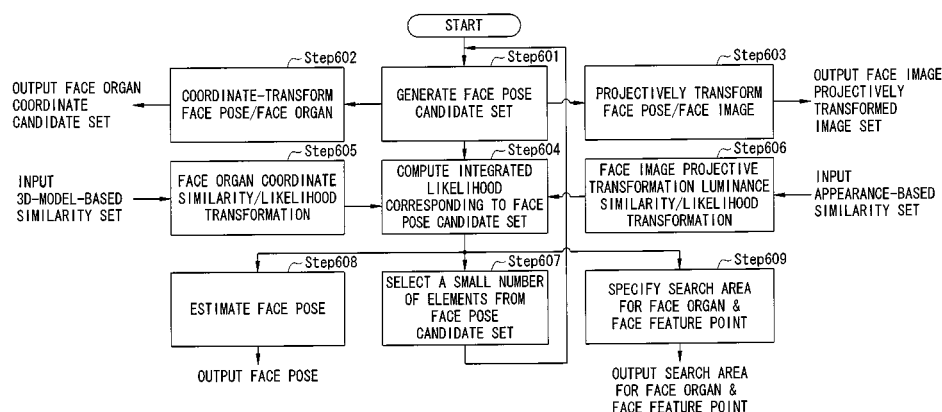 START
Step602
Step601
Step603
OUTPUT FACE ORGAN
COORDINATE
CANDIDATE SET
COORDINATE-TRANSFORM
FACE POSE/FACE ORGAN
GENERATE FACE POSE
CANDIDATE SET
PROJECTIVELY TRANSFORM
FACE POSE/FACE IMAGE
OUTPUT FACE IMAGE
PROJECTIVELY
TRANSFORMED
IMAGE SET
Step605
Step604
Step606
INPUT
3D-MODEL-BASED
SIMILARITY SET
FACE ORGAN COORDINATE
SIMILARITY/LIKELIHOOD
TRANSFORMATION
COMPUTE INTEGRATED
LIKELIHOOD
CORRESPONDING TO FACE
POSE CANDIDATE SET
FACE IMAGE PROJECTIVE
TRANSFORMATION LUMINANCE
SIMILARITY/LIKELIHOOD
TRANSFORMATION
INPUT
APPEARANCE-BASED
SIMILARITY SET
Step608
Step607
Step609
ESTIMATE FACE POSE
SELECT A SMALL NUMBER
OF ELEMENTS FROM
FACE POSE
CANDIDATE SET
SPECIFY SEARCH AREA
FOR FACE ORGAN &
FACE FEATURE POINT
OUTPUT FACE POSE
OUTPUT SEARCH AREA
FOR FACE ORGAN &
FACE FEATURE POINT